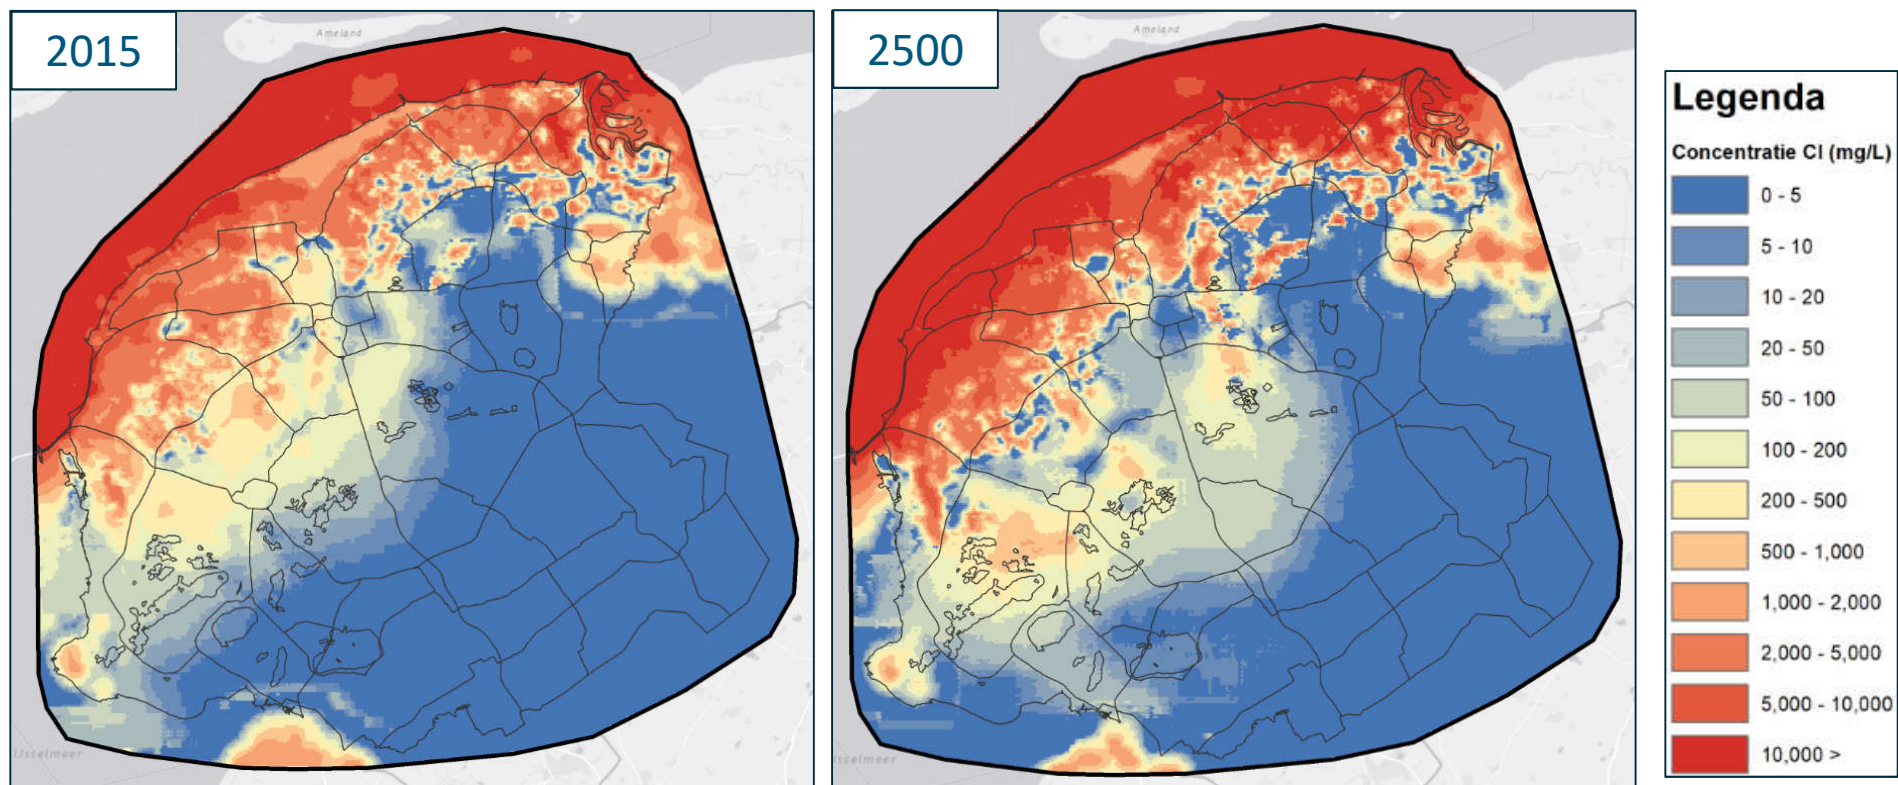 2015
Ameland
IJsselmeer
2500
Ameland
Jsselmeer
Legenda
Concentratie Cl (mg/L)
0 - 5
5 - 10
10 - 20
20 - 50
50 - 100
100 - 200
200 - 500
500 - 1,000
1,000 - 2,000
2,000 - 5,000
5,000 - 10,000
10,000 >